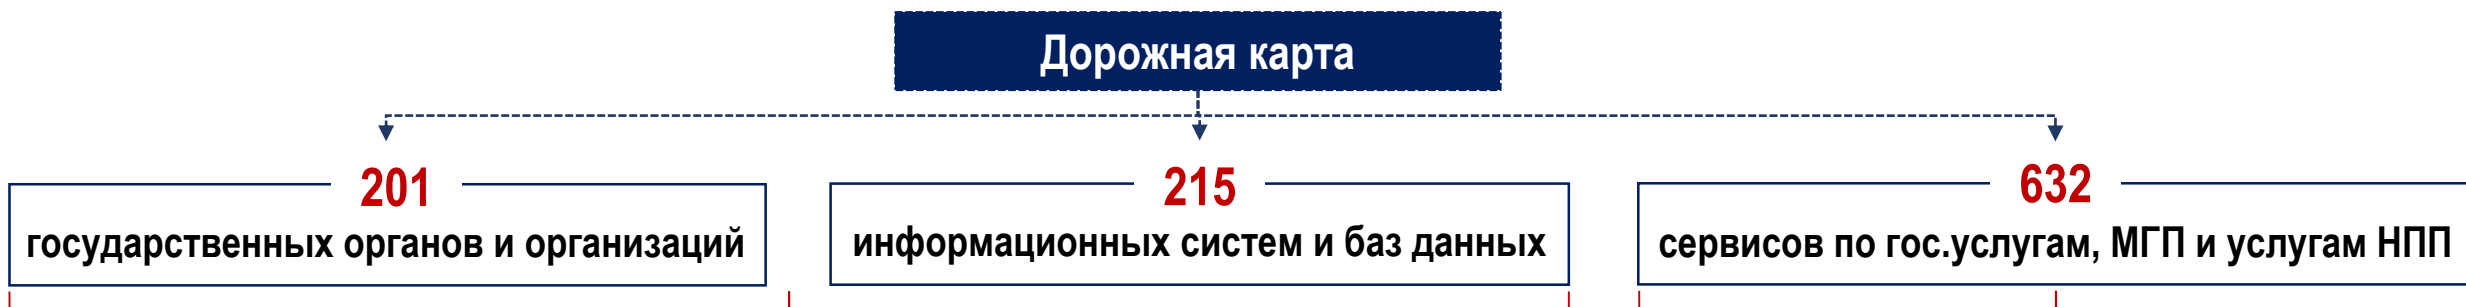 Дорожная карта
201
государственных органов и организаций
215
информационных систем и баз данных
632
сервисов по гос.услугам, МГП и услугам НПП